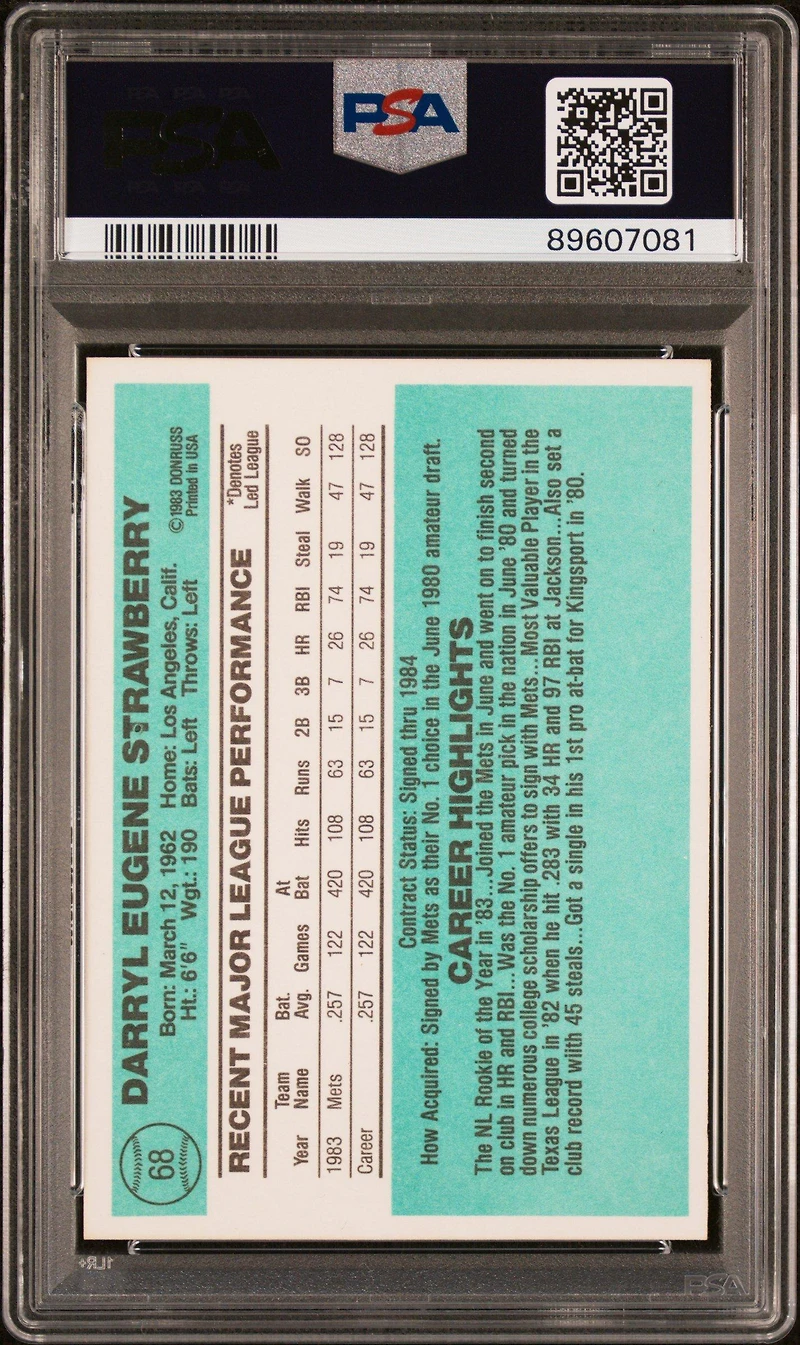 PSA
PSA
89607081
68
DARRYL EUGENE STRAWBERRY
Born: March 12, 1962 Home: Los Angeles, Calif. ©1983 DONRUSS
Ht.: 6'6" Wgt.: 190 Bats: Left Throws: Left Printed in USA
RECENT MAJOR LEAGUE PERFORMANCE
*Denotes
Led League
Year Team Name Bat. Avg. Games At Bat Hits Runs 2B 3B HR RBI Steal Walk SO
1983 Mets .257 122 420 108 63 15 7 26 74 19 47 128
Career .257 122 420 108 63 15 7 26 74 19 47 128
Contract Status: Signed thru 1984
How Acquired: Signed by Mets as their No. 1 choice in the June 1980 amateur draft.
CAREER HIGHLIGHTS
The NL Rookie of the Year in '83...Joined the Mets in June and went on to finish second
on club in HR and RBI...Was the No. 1 amateur pick in the nation in June '80 and turned
down numerous college scholarship offers to sign with Mets...Most Valuable Player in the
Texas League in '82 when he hit .283 with 34 HR and 97 RBI at Jackson...Also set a
club record with 45 steals...Got a single in his 1st pro at-bat for Kingsport in '80.
1LR+
PSA